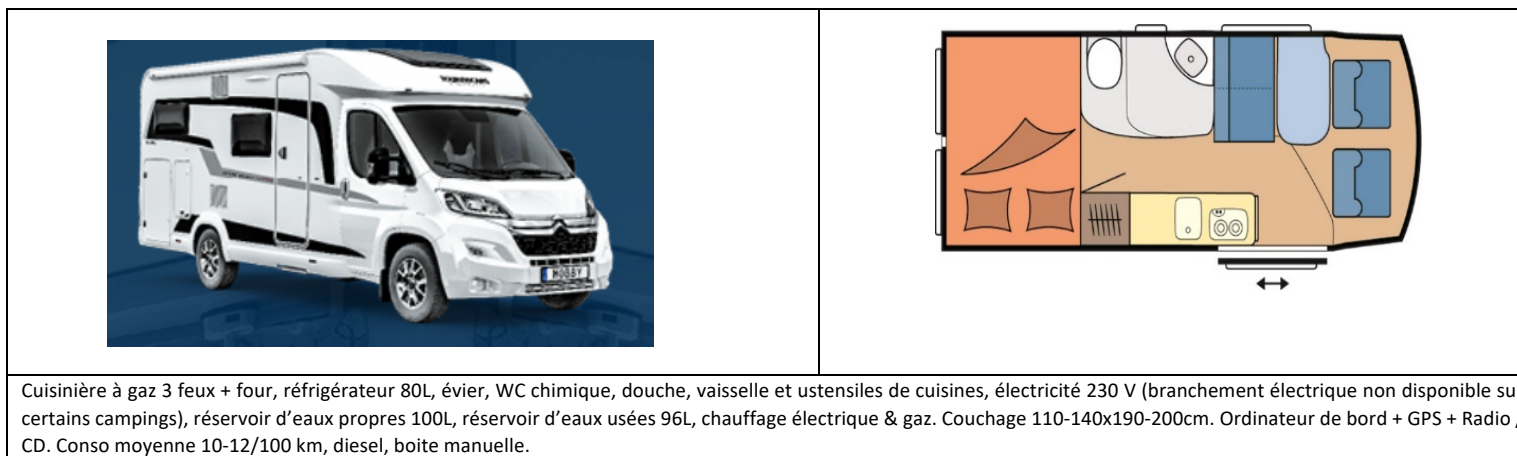 TOURINGCARS
HOBBY
Cuisinière à gaz 3 feux + four, réfrigérateur 80L, évier, WC chimique, douche, vaisselle et ustensiles de cuisines, électricité 230 V (branchement électrique non disponible su
certains campings), réservoir d’eaux propres 100L, réservoir d’eaux usées 96L, chauffage électrique & gaz. Couchage 110-140x190-200cm. Ordinateur de bord + GPS + Radio /
CD. Conso moyenne 10-12/100 km, diesel, boite manuelle.